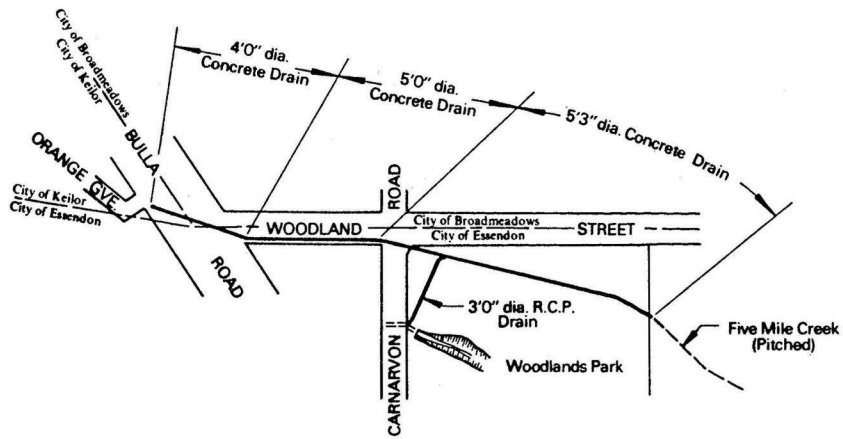 City of Broadmeadows
City of Keilor
4'0" dia.
Concrete Drain
5'0" dia.
Concrete Drain
5'3" dia. Concrete Drain
ORANGE GVE.
BULLA
ROAD
City of Keilor
City of Essendon
ROAD
WOODLAND
STREET
City of Broadmeadows
City of Essendon
3'0" dia. R.C.P.
Drain
CARNARVON
Woodlands Park
Five Mile Creek
(Pitched)